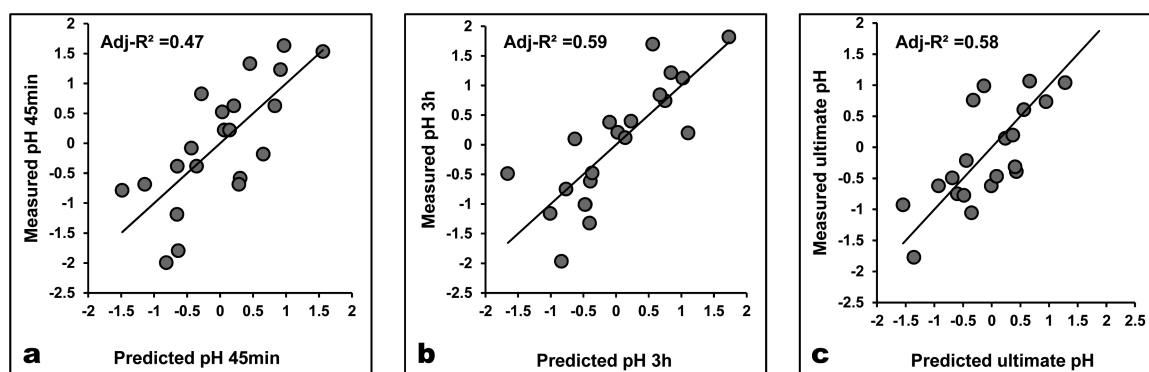 Adj-R² =0.47
Measured pH 45min
2
1.5
1
0.5
0
-0.5
-1
-1.5
-2
-2.5
-2 -1.5 -1 -0.5 0 0.5 1 1.5 2
a
Predicted pH 45min
Adj-R² =0.59
Measured pH 3h
2
1.5
1
0.5
0
-0.5
-1
-1.5
-2
-2.5
-2 -1.5 -1 -0.5 0 0.5 1 1.5 2
b
Predicted pH 3h
Adj-R² =0.58
Measured ultimate pH
2
1.5
1
0.5
0
-0.5
-1
-1.5
-2
-2.5
-2 -1.5 -1 -0.5 0 0.5 1 1.5 2 2.5
c
Predicted ultimate pH